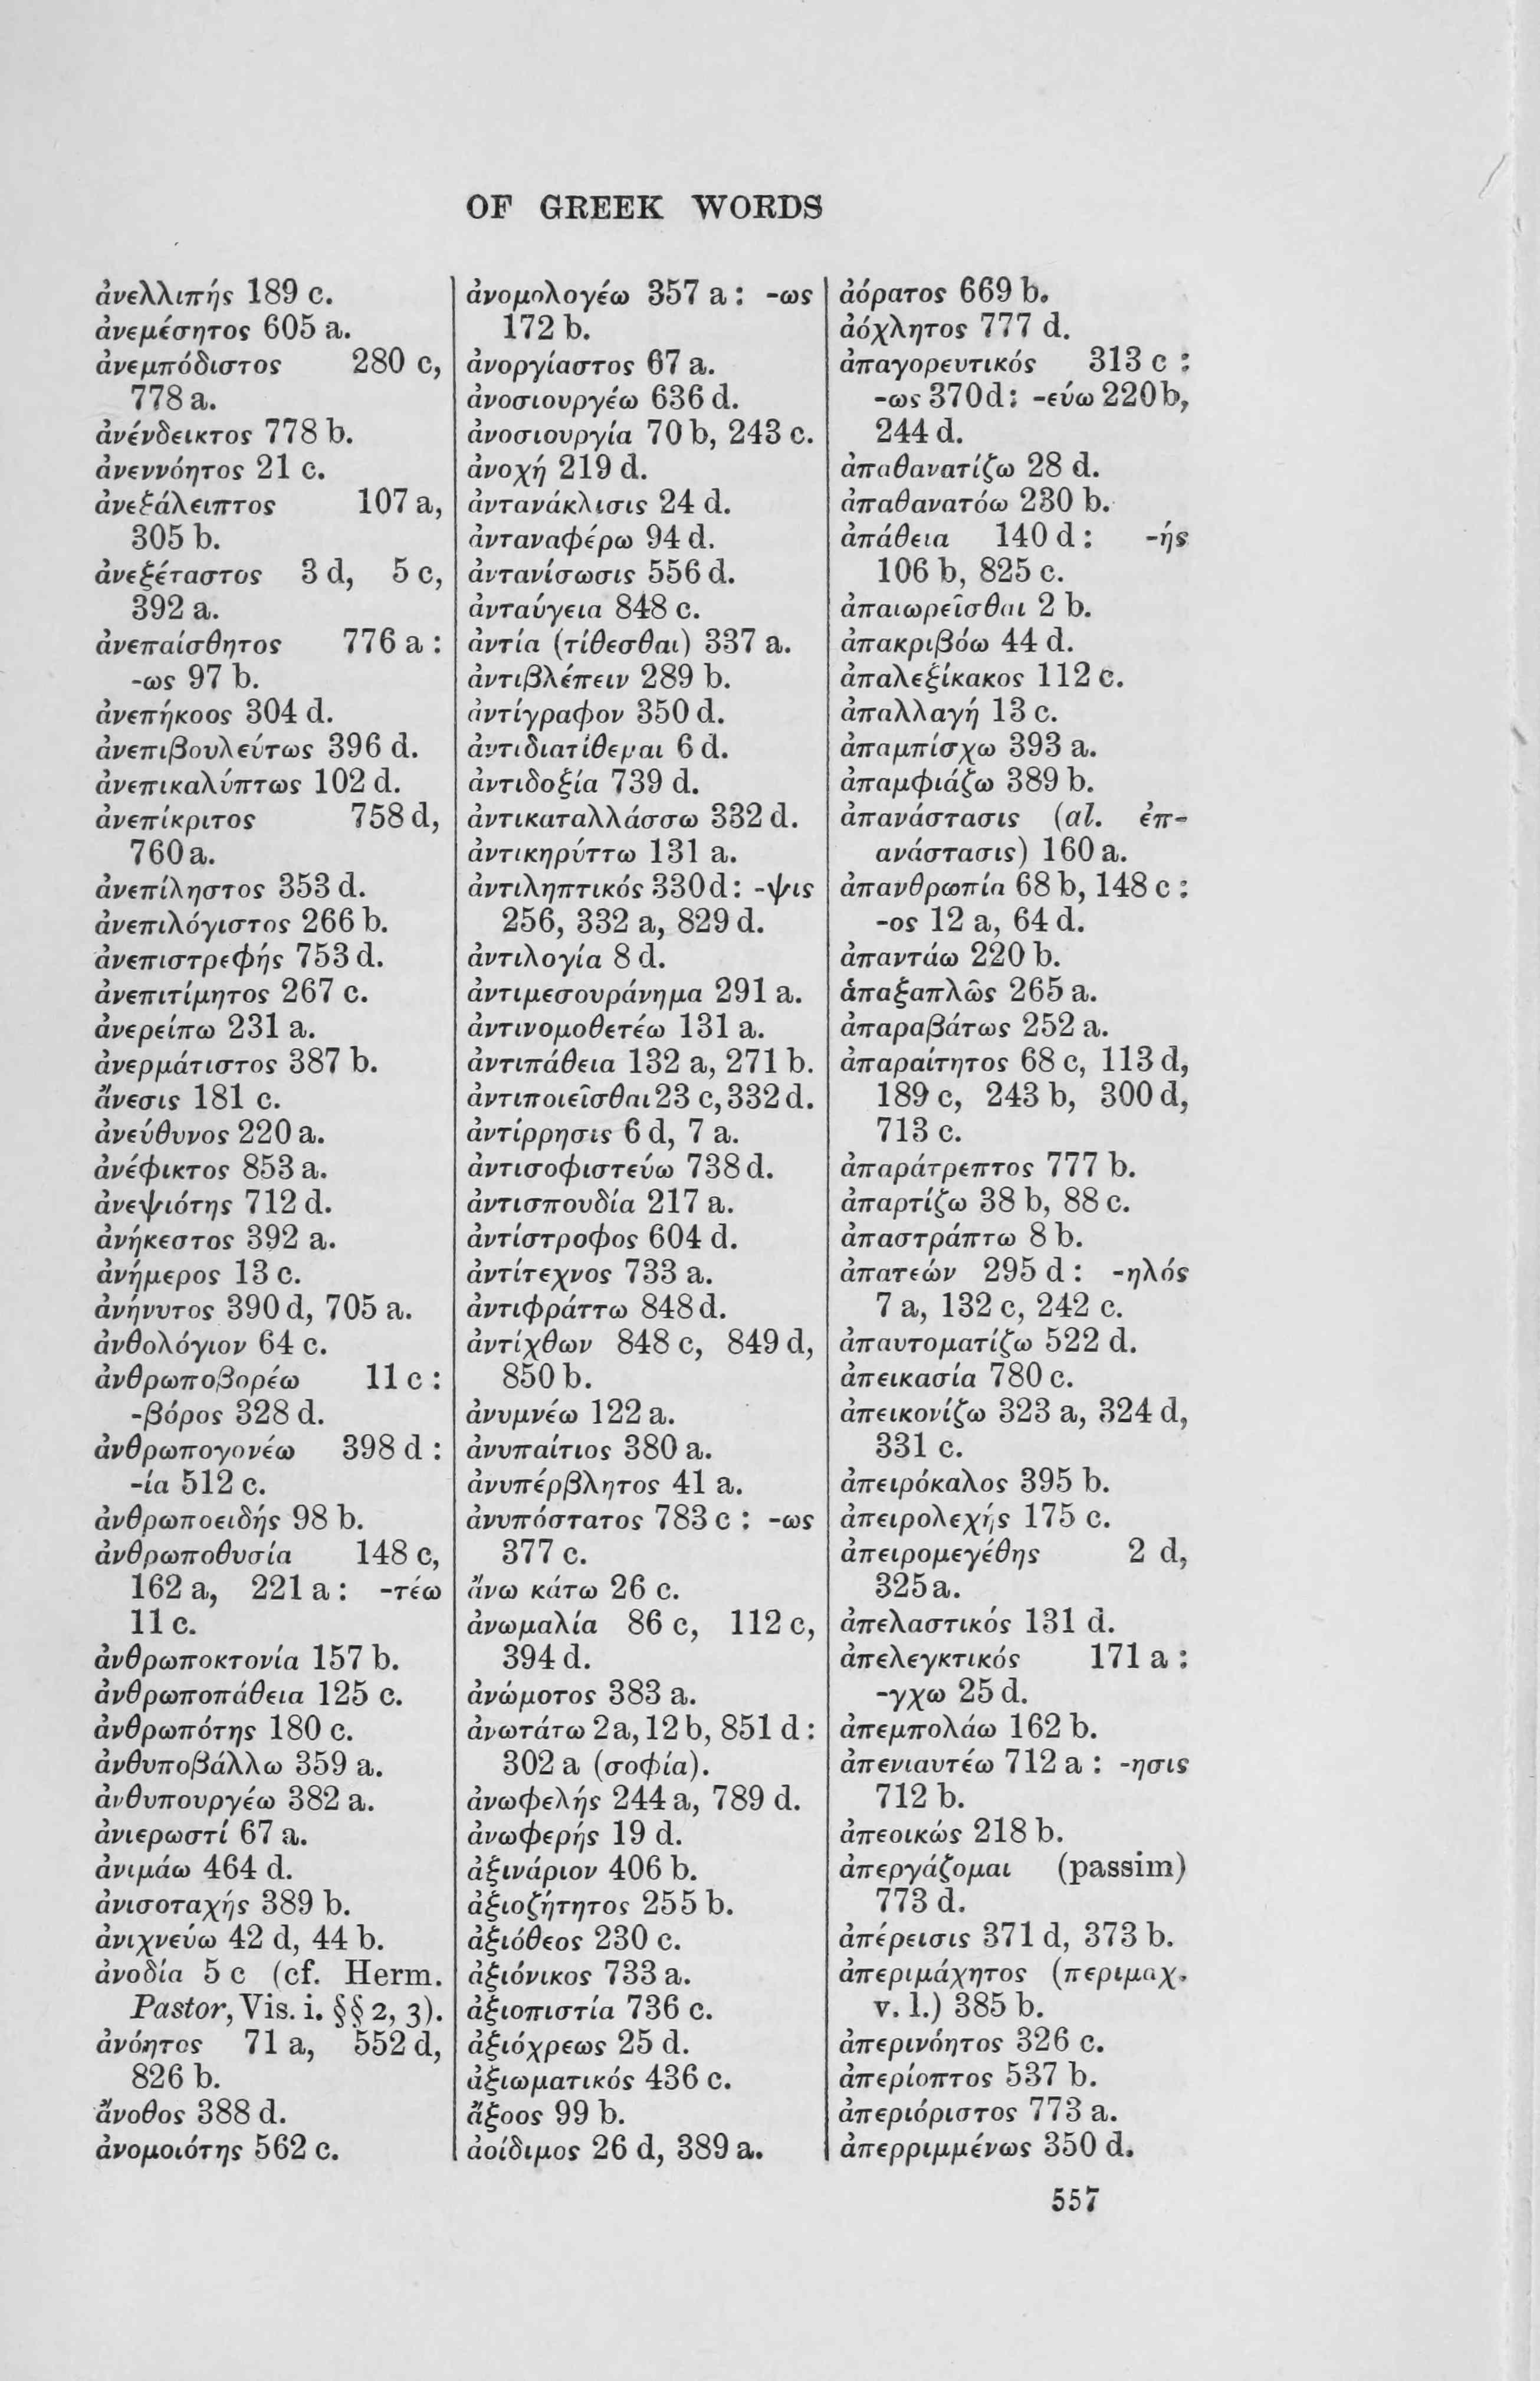 OF GREEK WORDS
ἀνελλιπής 189 c.
ἀνεμέσητος 605 a.
ἀνεμπόδιστος 280 c,
778 a.
ἀνένδεικτος 778 b.
ἀνεννόητος 21 c.
ἀνεξάλειπτος 107 a,
305 b.
ἀνεξέταστος 3 d, 5 c,
392 a.
ἀνεπαίσθητος 776 a :
-ως 97 b.
ἀνεπήκοος 304 d.
ἀνεπιβουλεύτως 396 d.
ἀνεπικαλύπτως 102 d.
ἀνεπίκριτος 758 d,
760 a.
ἀνεπίληστος 353 d.
ἀνεπιλόγιστος 266 b.
ἀνεπιστρεφής 753 d.
ἀνεπιτίμητος 267 c.
ἀνερείπω 231 a.
ἀνερμάτιστος 387 b.
ἄνεσις 181 c.
ἀνεύθυνος 220 a.
ἀνέφικτος 853 a.
ἀνεψιότης 712 d.
ἀνήκεστος 392 a.
ἀνήμερος 13 c.
ἀνήνυτος 390 d, 705 a.
ἀνθολόγιον 64 c.
ἀνθρωποβορέω 11 c :
-βόρος 328 d.
ἀνθρωπογονέω 398 d :
-ία 512 c.
ἀνθρωποειδής 98 b.
ἀνθρωποθυσία 148 c,
162 a, 221 a : -τέω
11 c.
ἀνθρωποκτονία 157 b.
ἀνθρωποπάθεια 125 c.
ἀνθρωπότης 180 c.
ἀνθυποβάλλω 359 a.
ἀνθυπουργέω 382 a.
ἀνιερωστί 67 a.
ἀνιμάω 464 d.
ἀνισοταχής 389 b.
ἀνιχνεύω 42 d, 44 b.
ἀνοδία 5 c (cf. Herm.
Pastor, Vis. i. §§ 2, 3).
ἀνόητος 71 a, 552 d,
826 b.
ἄνοθος 388 d.
ἀνομοιότης 562 c.
ἀνομολογέω 357 a : -ως
172 b.
ἀνοργίαστος 67 a.
ἀνοσιουργέω 636 d.
ἀνοσιουργία 70 b, 243 c.
ἀνοχή 219 d.
ἀντανάκλισις 24 d.
ἀνταναφέρω 94 d.
ἀντανίσωσις 556 d.
ἀνταύγεια 848 c.
ἀντία (τίθεσθαι) 337 a.
ἀντιβλέπειν 289 b.
ἀντίγραφον 350 d.
ἀντιδιατίθεμαι 6 d.
ἀντιδοξία 739 d.
ἀντικαταλλάσσω 332 d.
ἀντικηρύττω 131 a.
ἀντιληπτικός 330 d : -ψις
256, 332 a, 829 d.
ἀντιλογία 8 d.
ἀντιμεσουράνημα 291 a.
ἀντινομοθετέω 131 a.
ἀντιπάθεια 132 a, 271 b.
ἀντιποιεῖσθαι 23 c, 332 d.
ἀντίρρησις 6 d, 7 a.
ἀντισοφιστεύω 738 d.
ἀντισπουδία 217 a.
ἀντίστροφος 604 d.
ἀντίτεχνος 733 a.
ἀντιφράττω 848 d.
ἀντίχθων 848 c, 849 d,
850 b.
ἀνυμνέω 122 a.
ἀνυπαίτιος 380 a.
ἀνυπέρβλητος 41 a.
ἀνυπόστατος 783 c : -ως
377 c.
ἄνω κάτω 26 c.
ἀνωμαλία 86 c, 112 c,
394 d.
ἀνώμοτος 383 a.
ἀνωτάτω 2 a, 12 b, 851 d :
302 a (σοφία).
ἀνωφελής 244 a, 789 d.
ἀνωφερής 19 d.
ἀξινάριον 406 b.
ἀξιοζήτητος 255 b.
ἀξιόθεος 230 c.
ἀξιόνικος 733 a.
ἀξιοπιστία 736 c.
ἀξιόχρεως 25 d.
ἀξιωματικός 436 c.
ἄξοος 99 b.
ἀοίδιμος 26 d, 389 a.
ἀόρατος 669 b.
ἀόχλητος 777 d.
ἀπαγορευτικός 313 c :
-ως 370 d : -εύω 220 b,
244 d.
ἀπαθανατίζω 28 d.
ἀπαθανατόω 230 b.
ἀπάθεια 140 d : -ής
106 b, 825 c.
ἀπαιωρεῖσθαι 2 b.
ἀπακριβόω 44 d.
ἀπαλεξίκακος 112 c.
ἀπαλλαγή 13 c.
ἀπαμπίσχω 393 a.
ἀπαμφιάζω 389 b.
ἀπανάστασις (al. ἐπ-
ανάστασις) 160 a.
ἀπανθρωπία 68 b, 148 c :
-ος 12 a, 64 d.
ἀπαντάω 220 b.
ἁπαξαπλῶς 265 a.
ἀπαραβάτως 252 a.
ἀπαραίτητος 68 c, 113 d,
189 c, 243 b, 300 d,
713 c.
ἀπαράτρεπτος 777 b.
ἀπαρτίζω 38 b, 88 c.
ἀπαστράπτω 8 b.
ἀπατεών 295 d : -ηλός
7 a, 132 c, 242 c.
ἀπαυτοματίζω 522 d.
ἀπεικασία 780 c.
ἀπεικονίζω 323 a, 324 d,
331 c.
ἀπειρόκαλος 395 b.
ἀπειρολεχής 175 c.
ἀπειρομεγέθης 2 d,
325 a.
ἀπελαστικός 131 d.
ἀπελεγκτικός 171 a :
-γχω 25 d.
ἀπεμπολάω 162 b.
ἀπενιαυτέω 712 a : -ησις
712 b.
ἀπεοικώς 218 b.
ἀπεργάζομαι (passim)
773 d.
ἀπέρεισις 371 d, 373 b.
ἀπεριμάχητος (περιμαχ.
v. l.) 385 b.
ἀπερινόητος 326 c.
ἀπερίοπτος 537 b.
ἀπεριόριστος 773 a.
ἀπερριμμένως 350 d.
557